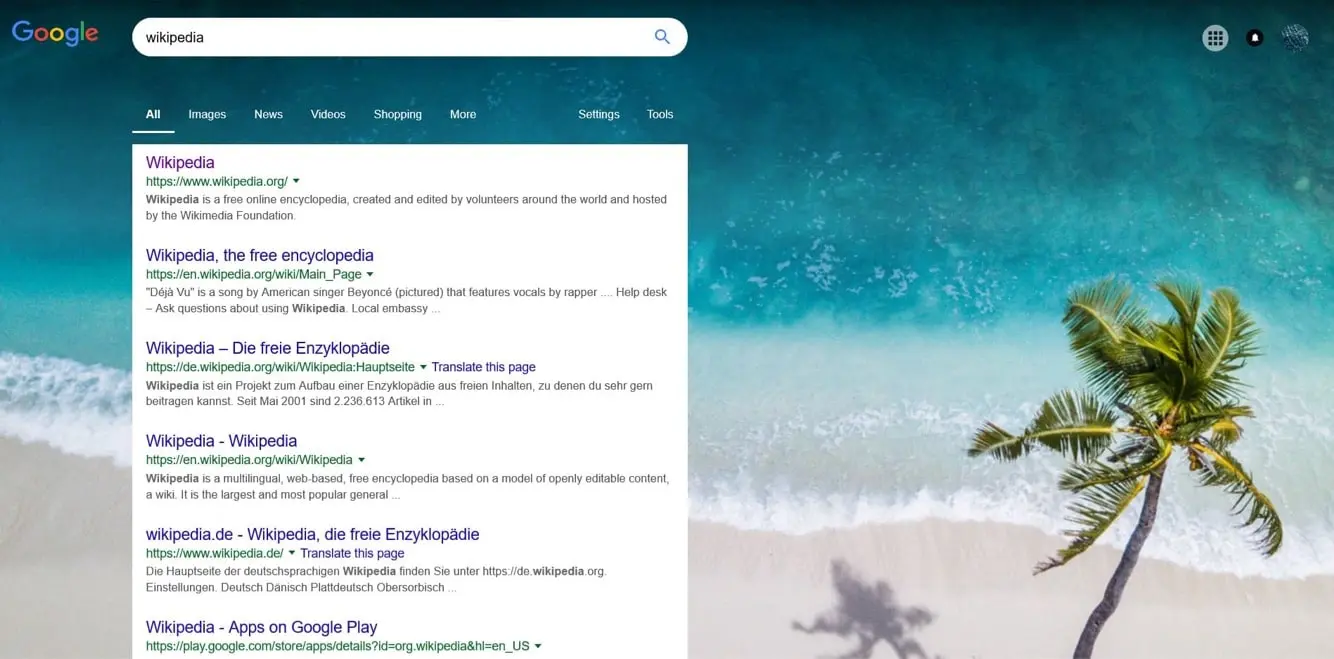 Google
wikipedia
All Images News Videos Shopping More Settings Tools
Wikipedia
https://www.wikipedia.org/
Wikipedia is a free online encyclopedia, created and edited by volunteers around the world and hosted
by the Wikimedia Foundation.
Wikipedia, the free encyclopedia
https://en.wikipedia.org/wiki/Main_Page
"Déjà Vu" is a song by American singer Beyoncé (pictured) that features vocals by rapper .... Help desk
– Ask questions about using Wikipedia. Local embassy ...
Wikipedia – Die freie Enzyklopädie
https://de.wikipedia.org/wiki/Wikipedia:Hauptseite Translate this page
Wikipedia ist ein Projekt zum Aufbau einer Enzyklopädie aus freien Inhalten, zu denen du sehr gern
beitragen kannst. Seit Mai 2001 sind 2.236.613 Artikel in ...
Wikipedia - Wikipedia
https://en.wikipedia.org/wiki/Wikipedia
Wikipedia is a multilingual, web-based, free encyclopedia based on a model of openly editable content,
a wiki. It is the largest and most popular general ...
wikipedia.de - Wikipedia, die freie Enzyklopädie
https://www.wikipedia.de/ Translate this page
Die Hauptseite der deutschsprachigen Wikipedia finden Sie unter https://de.wikipedia.org.
Einstellungen. Deutsch Dänisch Plattdeutsch Obersorbisch ...
Wikipedia - Apps on Google Play
https://play.google.com/store/apps/details?id=org.wikipedia&hl=en_US